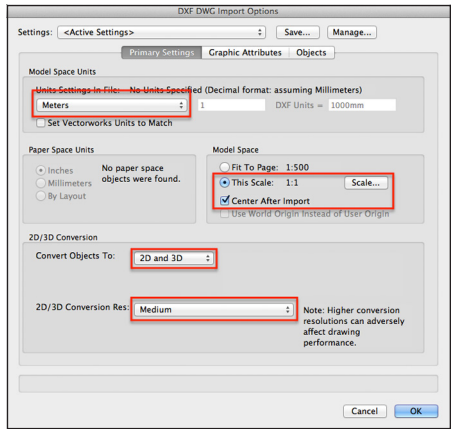 DXF DWG Import Options
Settings: <Active Settings> Save... Manage...
Primary Settings Graphic Attributes Objects
Model Space Units
Units Settings In File: No Units Specified (Decimal format: assuming Millimeters)
Meters 1 DXF Units = 1000mm
Set Vectorworks Units to Match
Paper Space Units
Inches
Millimeters
By Layout
No paper space
objects were found.
Model Space
Fit To Page: 1:500
This Scale: 1:1 Scale...
Center After Import
Use World Origin Instead of User Origin
2D/3D Conversion
Convert Objects To: 2D and 3D
2D/3D Conversion Res: Medium
Note: Higher conversion
resolutions can adversely
affect drawing
performance.
Cancel OK